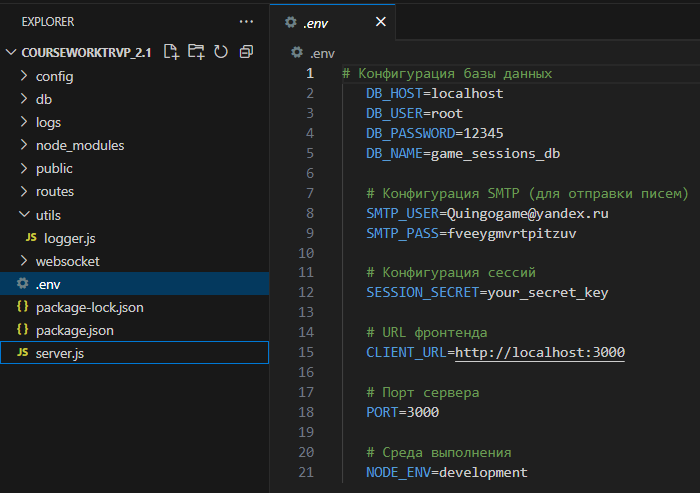 EXPLORER
COURSEWORKTRVP_2.1
config
db
logs
node_modules
public
routes
utils
JS logger.js
websocket
.env
{} package-lock.json
{} package.json
JS server.js
.env
.env
1 # Конфигурация базы данных
2 DB_HOST=localhost
3 DB_USER=root
4 DB_PASSWORD=12345
5 DB_NAME=game_sessions_db
6
7 # Конфигурация SMTP (для отправки писем)
8 SMTP_USER=Quingogame@yandex.ru
9 SMTP_PASS=fveeygmvrtpitzuv
10
11 # Конфигурация сессий
12 SESSION_SECRET=your_secret_key
13
14 # URL фронтенда
15 CLIENT_URL=http://localhost:3000
16
17 # Порт сервера
18 PORT=3000
19
20 # Среда выполнения
21 NODE_ENV=development